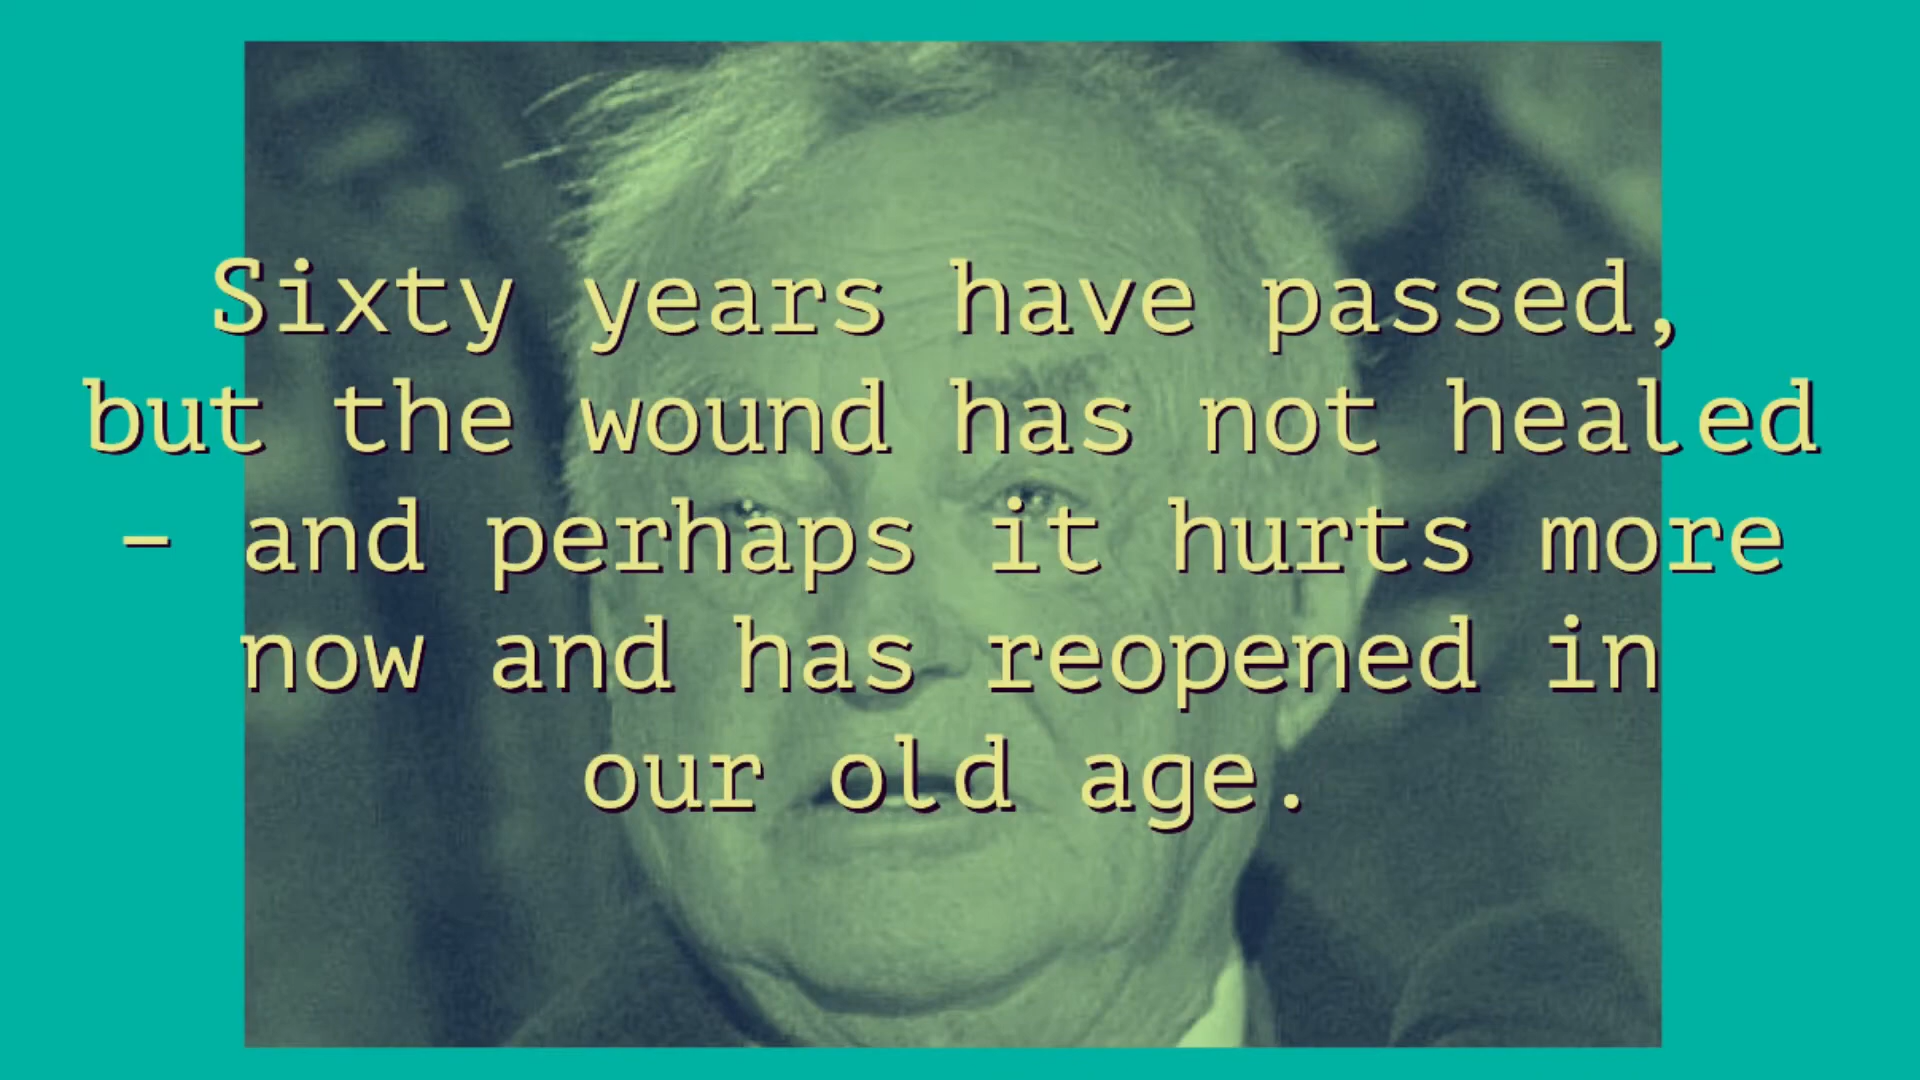 Sixty years have passed,
but the wound has not healed
– and perhaps it hurts more
now and has reopened in
our old age.